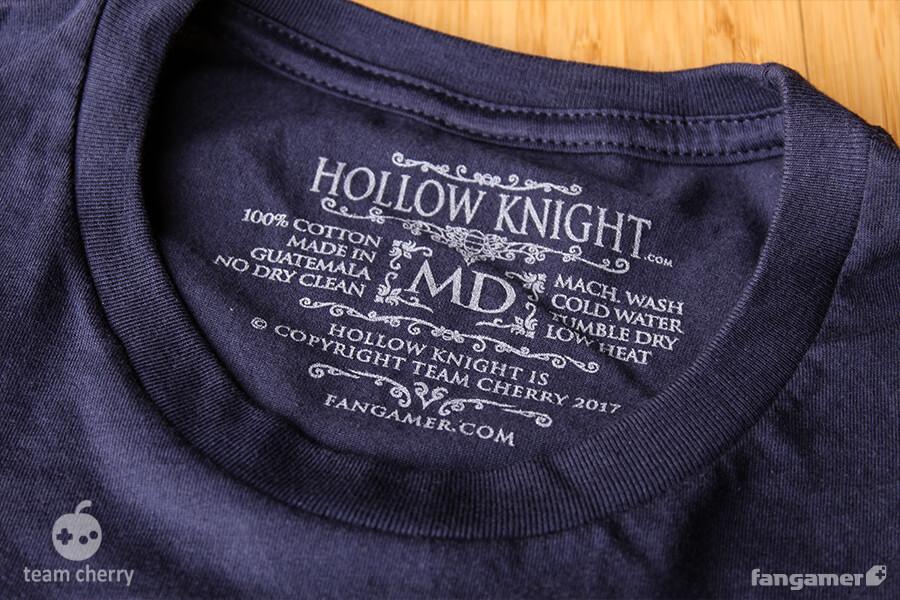 HOLLOW KNIGHT.COM
100% COTTON
MADE IN
GUATEMALA
NO DRY CLEAN
MD
MACH. WASH
COLD WATER
TUMBLE DRY
LOW HEAT
HOLLOW KNIGHT IS
© COPYRIGHT TEAM CHERRY 2017
FANGAMER.COM
team cherry
fangamer